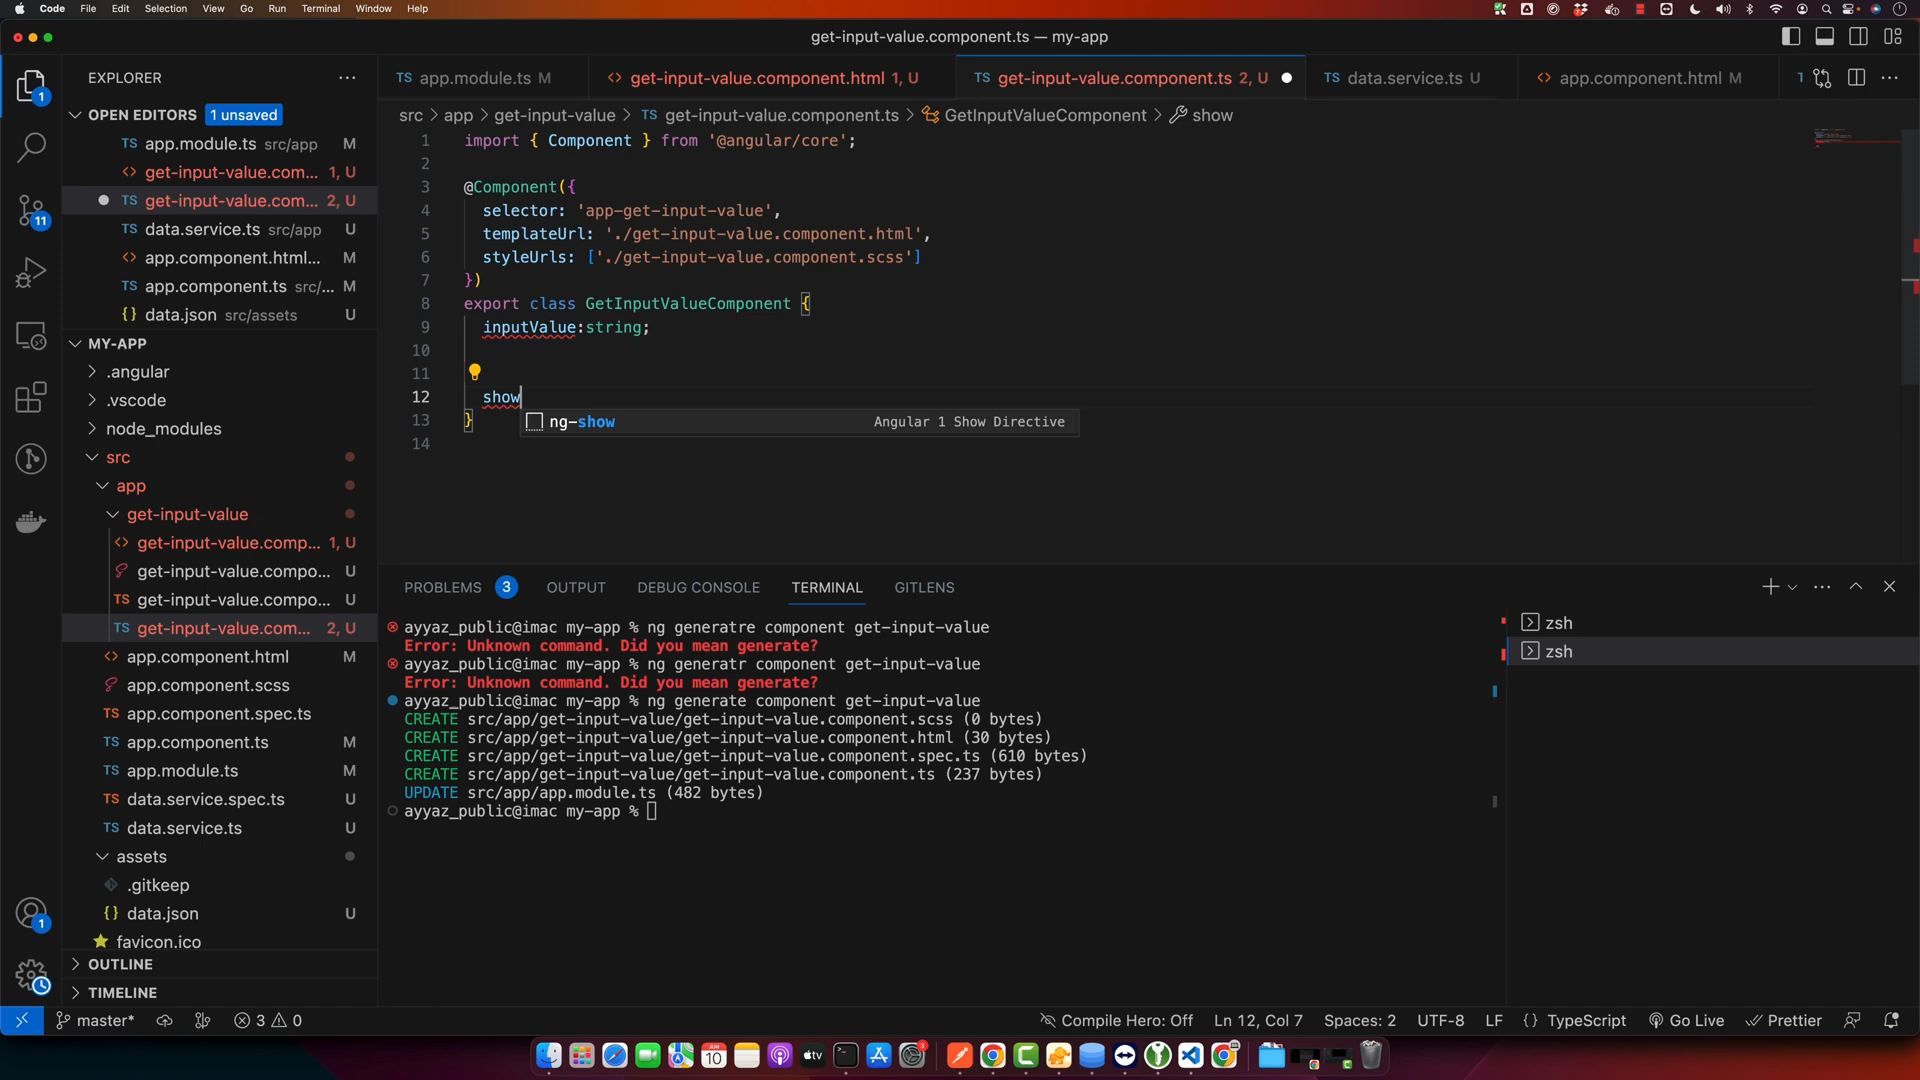 Code File Edit Selection View Go Run Terminal Window Help
get-input-value.component.ts — my-app
EXPLORER
OPEN EDITORS 1 unsaved
app.module.ts src/app M
get-input-value.com... 1, U
get-input-value.com... 2, U
data.service.ts src/app U
app.component.html... M
app.component.ts src/... M
data.json src/assets U
MY-APP
.angular
.vscode
node_modules
src
app
get-input-value
get-input-value.comp... 1, U
get-input-value.compo... U
get-input-value.compo... U
get-input-value.com... 2, U
app.component.html M
app.component.scss
app.component.spec.ts
app.component.ts M
app.module.ts M
data.service.spec.ts U
data.service.ts U
assets
.gitkeep
data.json U
favicon.ico
OUTLINE
TIMELINE
app.module.ts M get-input-value.component.html 1, U get-input-value.component.ts 2, U data.service.ts U app.component.html M
src > app > get-input-value > TS get-input-value.component.ts > GetInputValueComponent > show
1 import { Component } from '@angular/core';
2
3 @Component({
4 selector: 'app-get-input-value',
5 templateUrl: './get-input-value.component.html',
6 styleUrls: ['./get-input-value.component.scss']
7 })
8 export class GetInputValueComponent {
9 inputValue:string;
10
11
12 show
ng-show Angular 1 Show Directive
13 }
14
PROBLEMS 3 OUTPUT DEBUG CONSOLE TERMINAL GITLENS
ayyaz_public@imac my-app % ng generatre component get-input-value
Error: Unknown command. Did you mean generate?
ayyaz_public@imac my-app % ng generatr component get-input-value
Error: Unknown command. Did you mean generate?
ayyaz_public@imac my-app % ng generate component get-input-value
CREATE src/app/get-input-value/get-input-value.component.scss (0 bytes)
CREATE src/app/get-input-value/get-input-value.component.html (30 bytes)
CREATE src/app/get-input-value/get-input-value.component.spec.ts (610 bytes)
CREATE src/app/get-input-value/get-input-value.component.ts (237 bytes)
UPDATE src/app/app.module.ts (482 bytes)
ayyaz_public@imac my-app %
zsh
zsh
master* 3 0 Compile Hero: Off Ln 12, Col 7 Spaces: 2 UTF-8 LF {} TypeScript Go Live Prettier